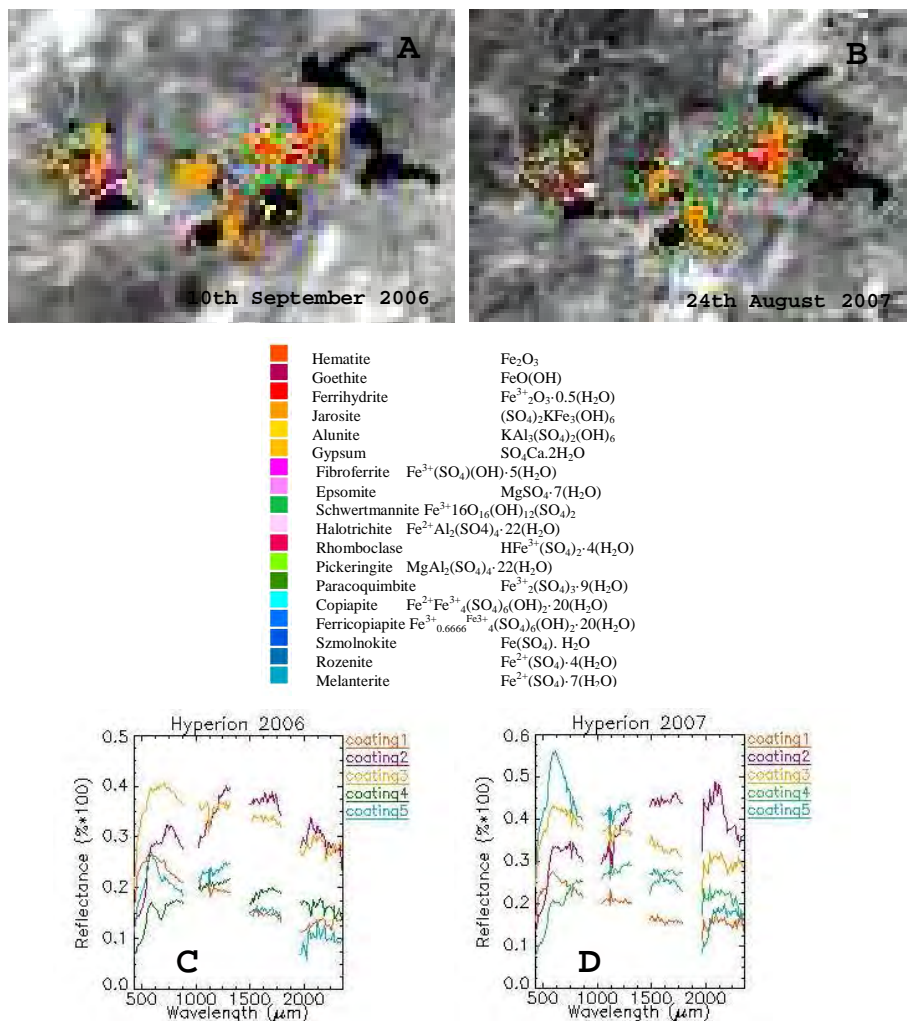 A
B
10th September 2006
24th August 2007
Hematite Fe₂O₃
Goethite FeO(OH)
Ferrihydrite Fe³⁺₂O₃·0.5(H₂O)
Jarosite (SO₄)₂KFe₃(OH)₆
Alunite KAl₃(SO₄)₂(OH)₆
Gypsum SO₄Ca.2H₂O
Fibroferrite Fe³⁺(SO₄)(OH)·5(H₂O)
Epsomite MgSO₄·7(H₂O)
Schwertmannite Fe³⁺16O₁₆(OH)₁₂(SO₄)₂
Halotrichite Fe²⁺Al₂(SO4)₄·22(H₂O)
Rhomboclase HFe³⁺(SO₄)₂·4(H₂O)
Pickeringite MgAl₂(SO₄)₄·22(H₂O)
Paracoquimbite Fe³⁺₂(SO₄)₃·9(H₂O)
Copiapite Fe²⁺Fe³⁺₄(SO₄)₆(OH)₂·20(H₂O)
Ferricopiapite Fe³⁺₀.₆₆₆₆Fe³⁺₄(SO₄)₆(OH)₂·20(H₂O)
Szmolnokite Fe(SO₄). H₂O
Rozenite Fe²⁺(SO₄)·4(H₂O)
Melanterite Fe²⁺(SO₄)·7(H₂O)
Hyperion 2006
0.5
0.4
0.3
0.2
0.1
0.0
Reflectance (%*100)
500 1000 1500 2000
Wavelength (μm)
coating1
coating2
coating3
coating4
coating5
C
Hyperion 2007
0.6
0.5
0.4
0.3
0.2
0.1
0.0
Reflectance (%*100)
500 1000 1500 2000
Wavelength (μm)
coating1
coating2
coating3
coating4
coating5
D